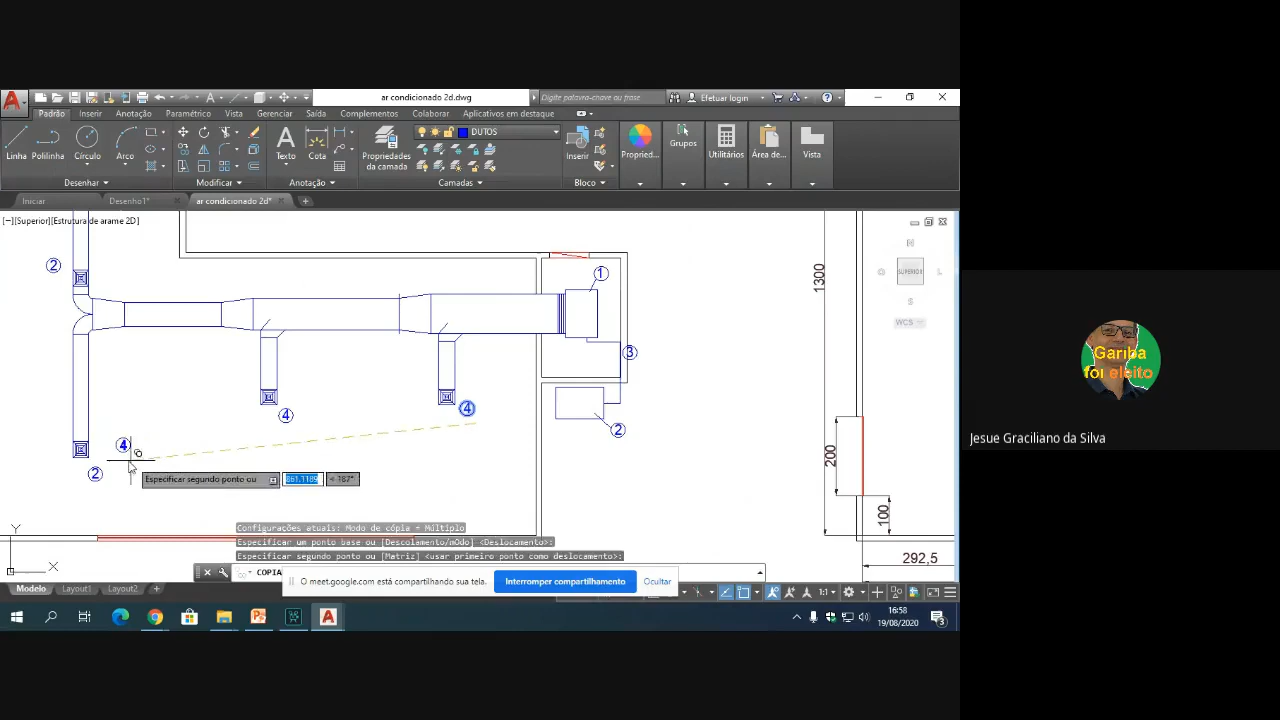 ar condicionado 2d.dwg
Digite palavra-chave ou frase
Efetuar login
Padrão Inserir Anotação Paramétrico Vista Gerenciar Saída Complementos Colaborar Aplicativos em destaque
DUTOS
Linha Polilinha Círculo Arco Texto Cota Propriedades da camada Inserir Propried... Grupos Utilitários Área de... Vista
Desenhar Modificar Anotação Camadas Bloco
Iniciar Desenho1* ar condicionado 2d*
[−][Superior][Estrutura de arame 2D]
N
SUPERIOR
O L
S
WCS
2
1
1300
3
4
4
2
4
2
200
100
Especificar segundo ponto ou 861.1189 < 187°
Configurações atuais: Modo de cópia = Múltiplo
Especificar um ponto base ou [Deslocamento/mOdo] <Deslocamento>:
Especificar segundo ponto ou [Matriz] <usar primeiro ponto como deslocamento>:
Y
X
292,5
COPIA
O meet.google.com está compartilhando sua tela.
Interromper compartilhamento
Ocultar
Modelo Layout1 Layout2
1:1
16:58
19/08/2020
3
Gariba
foi eleito
Jesue Graciliano da Silva